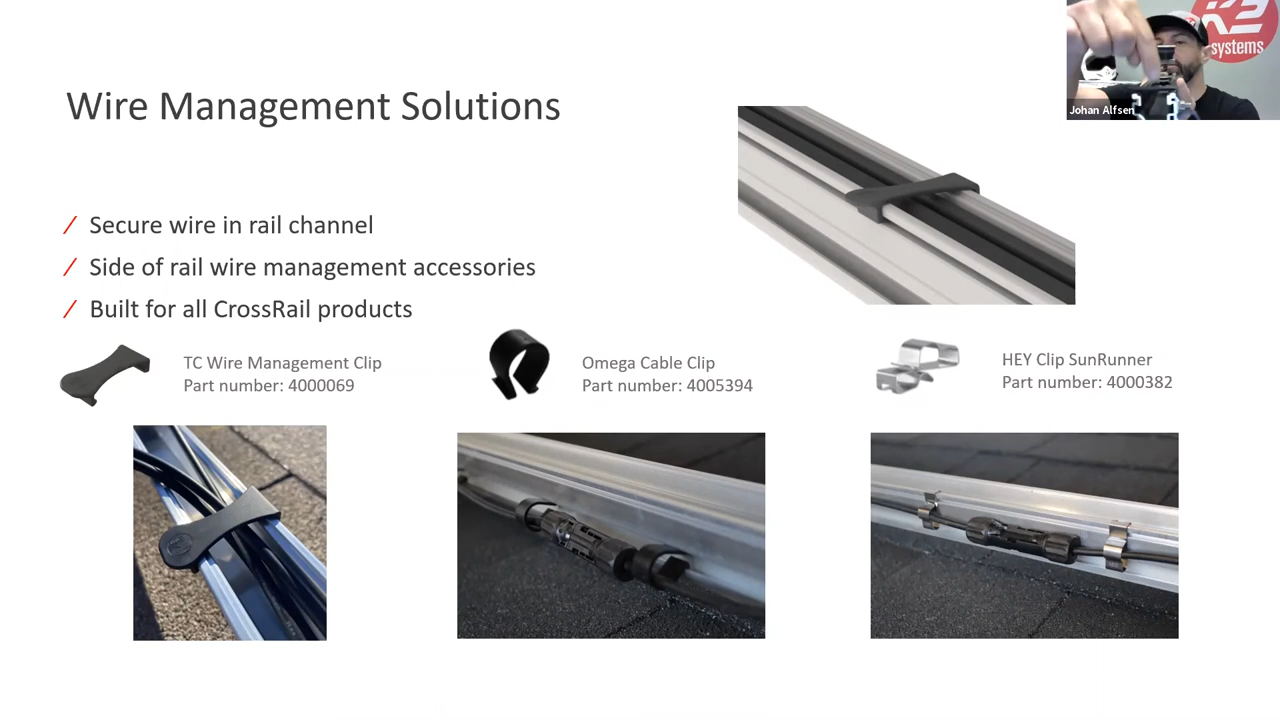 K2
systems
Johan Alfsen
Wire Management Solutions
/ Secure wire in rail channel
/ Side of rail wire management accessories
/ Built for all CrossRail products
TC Wire Management Clip
Part number: 4000069
Omega Cable Clip
Part number: 4005394
HEY Clip SunRunner
Part number: 4000382